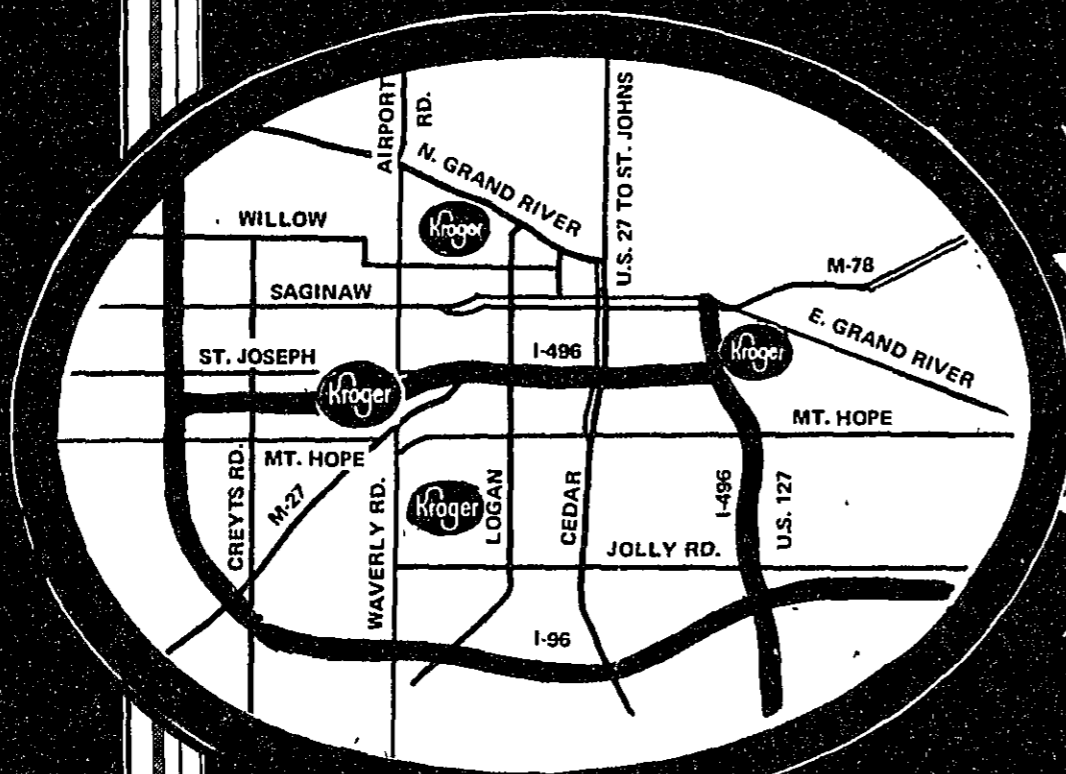 AIRPORT
RD.
N. GRAND RIVER
U.S. 27 TO ST. JOHNS
WILLOW
Kroger
M-78
SAGINAW
E. GRAND RIVER
ST. JOSEPH
I-496
Kroger
Kroger
MT. HOPE
MT. HOPE
CREYTS RD.
M-27
WAVERLY RD.
Kroger
LOGAN
CEDAR
I-496
U.S. 127
JOLLY RD.
I-96